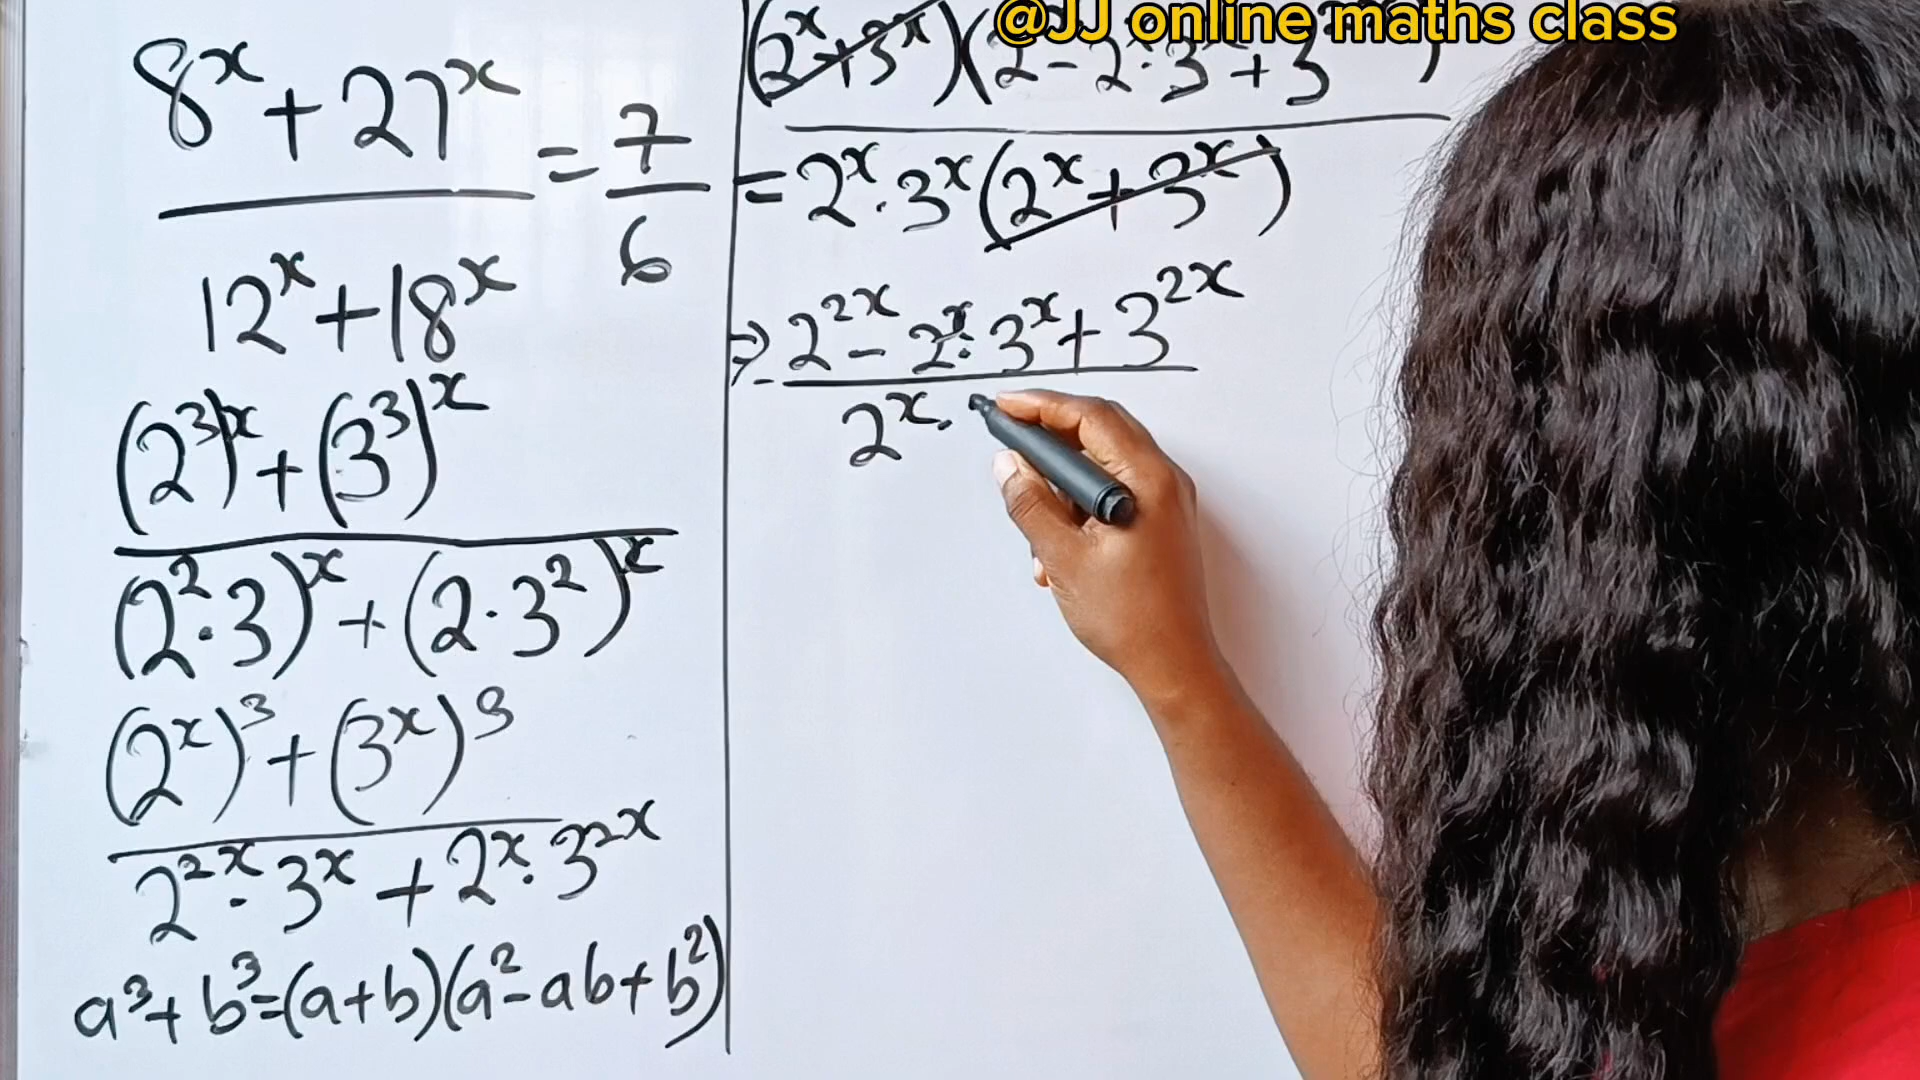 @JJ online maths class
8^x + 27^x
―――――― = 7/6
12^x + 18^x
(2^3)^x + (3^3)^x
――――――
(2^2·3)^x + (2·3^2)^x
(2^x)^3 + (3^x)^3
――――――
2^2x·3^x + 2^x·3^2x
a^3 + b^3 = (a+b)(a^2 - ab + b^2)
(2^x + 3^x)(2 - 2·3 + 3 )
――――――
= 2^x·3^x(2^x + 3^x)
⇒ 2^2x - 2^x·3^x + 3^2x
――――――
2^x·